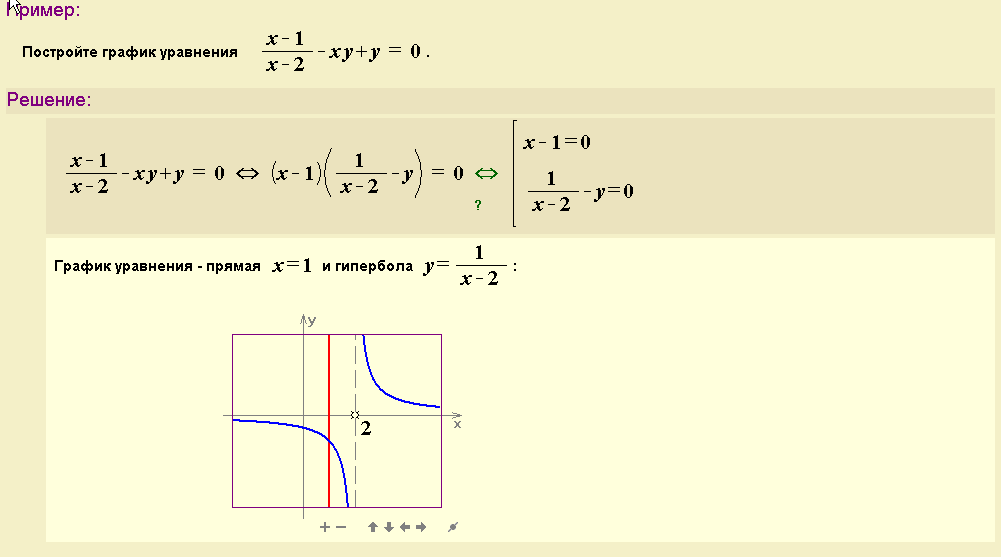 Пример:
Постройте график уравнения (x−1)/(x−2) − xy + y = 0 .
Решение:
(x−1)/(x−2) − xy + y = 0 ⇔ (x−1)(1/(x−2) − y) = 0 ⇔ [ x−1=0
1/(x−2) − y=0
?
График уравнения - прямая x=1 и гипербола y= 1/(x−2) :
y
x
2
+ −